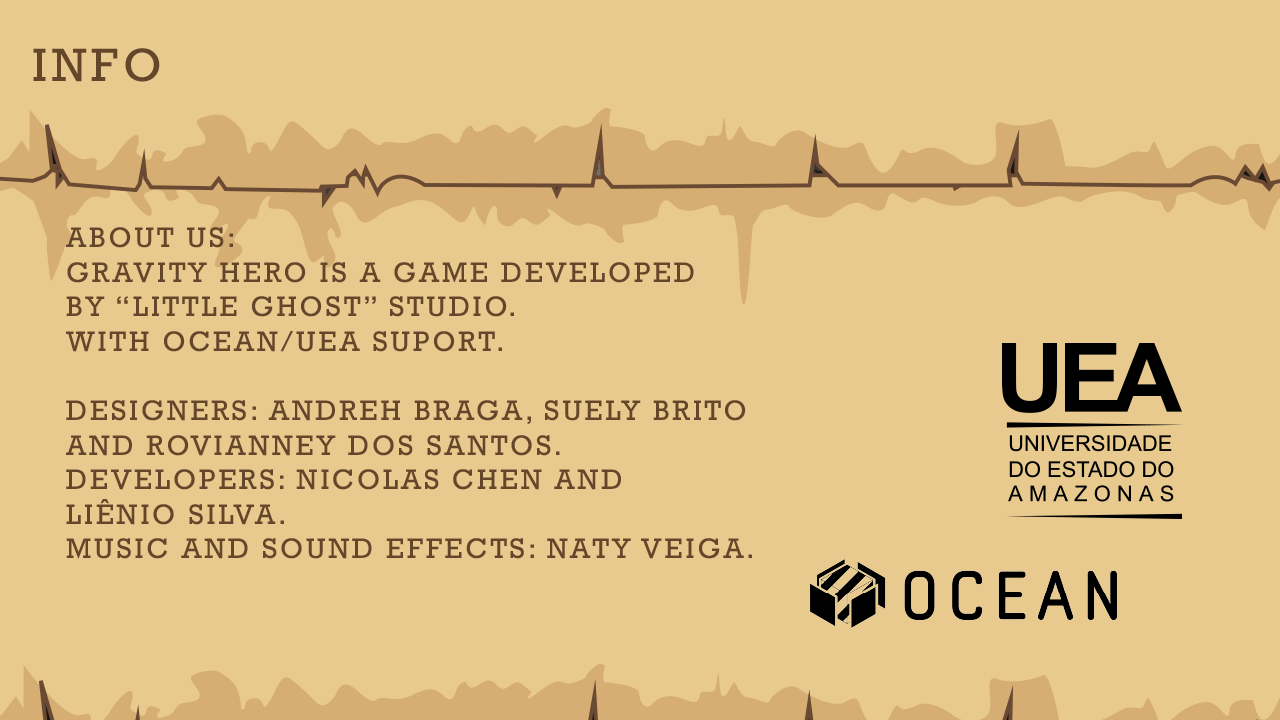 INFO
ABOUT US:
GRAVITY HERO IS A GAME DEVELOPED
BY “LITTLE GHOST” STUDIO.
WITH OCEAN/UEA SUPORT.
DESIGNERS: ANDREH BRAGA, SUELY BRITO
AND ROVIANNEY DOS SANTOS.
DEVELOPERS: NICOLAS CHEN AND
LIÊNIO SILVA.
MUSIC AND SOUND EFFECTS: NATY VEIGA.
UEA
UNIVERSIDADE
DO ESTADO DO
AMAZONAS
OCEAN